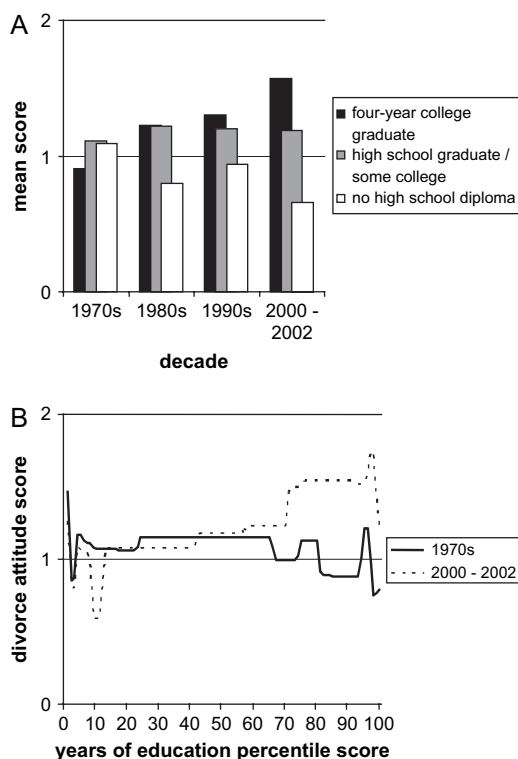 A
2
mean score
1
0
1970s 1980s 1990s 2000 -
2002
decade
four-year college
graduate
high school graduate /
some college
no high school diploma
B
2
divorce attitude score
1
0
0 10 20 30 40 50 60 70 80 90 100
years of education percentile score
1970s
2000 - 2002